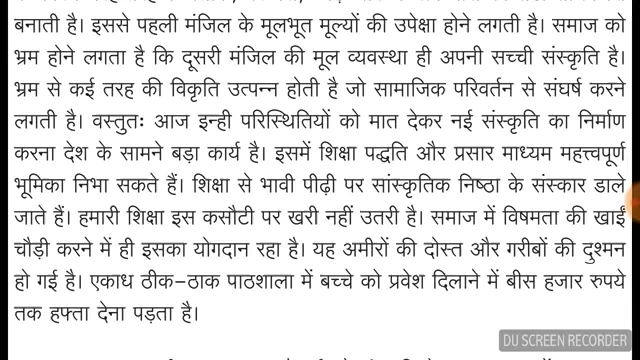 बनाती है। इससे पहली मंजिल के मूलभूत मूल्यों की उपेक्षा होने लगती है। समाज को
भ्रम होने लगता है कि दूसरी मंजिल की मूल व्यवस्था ही अपनी सच्ची संस्कृति है।
भ्रम से कई तरह की विकृति उत्पन्न होती है जो सामाजिक परिवर्तन से संघर्ष करने
लगती है। वस्तुतः आज इन्ही परिस्थितियों को मात देकर नई संस्कृति का निर्माण
करना देश के सामने बड़ा कार्य है। इसमें शिक्षा पद्धति और प्रसार माध्यम महत्त्वपूर्ण
भूमिका निभा सकते हैं। शिक्षा से भावी पीढ़ी पर सांस्कृतिक निष्ठा के संस्कार डाले
जाते हैं। हमारी शिक्षा इस कसौटी पर खरी नहीं उतरी है। समाज में विषमता की खाईं
चौड़ी करने में ही इसका योगदान रहा है। यह अमीरों की दोस्त और गरीबों की दुश्मन
हो गई है। एकाध ठीक-ठाक पाठशाला में बच्चे को प्रवेश दिलाने में बीस हजार रुपये
तक हफ्ता देना पड़ता है।
DU SCREEN RECORDER